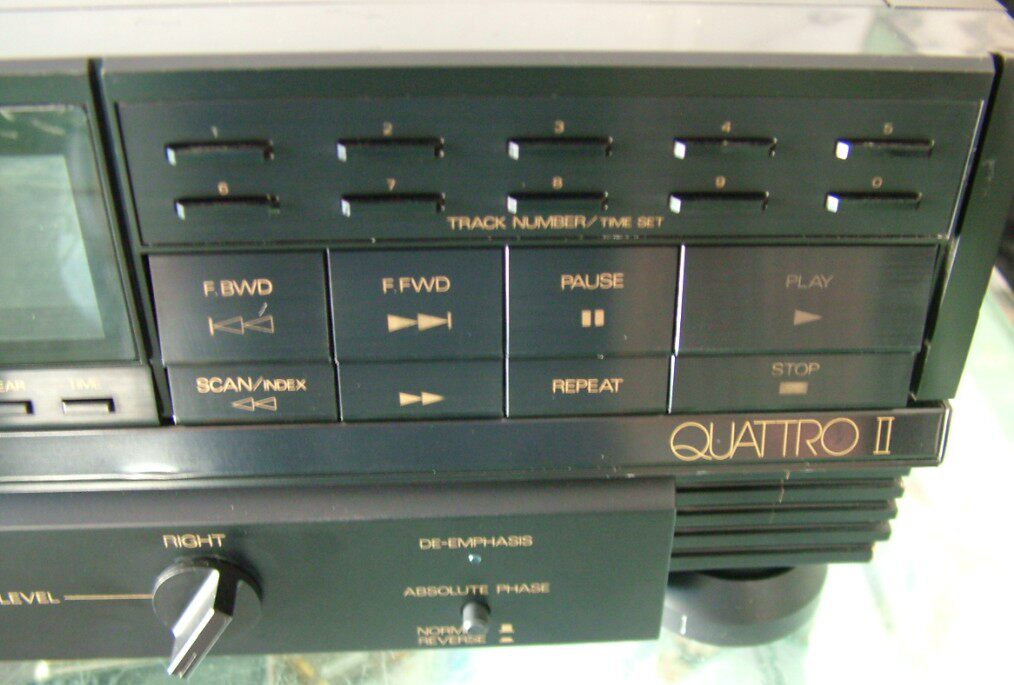 1 2 3 4 5
6 7 8 9 0
TRACK NUMBER/TIME SET
F.BWD F.FWD PAUSE PLAY
SCAN/INDEX REPEAT STOP
TIME
QUATTRO II
RIGHT
LEVEL
DE-EMPHASIS
ABSOLUTE PHASE
REVERSE